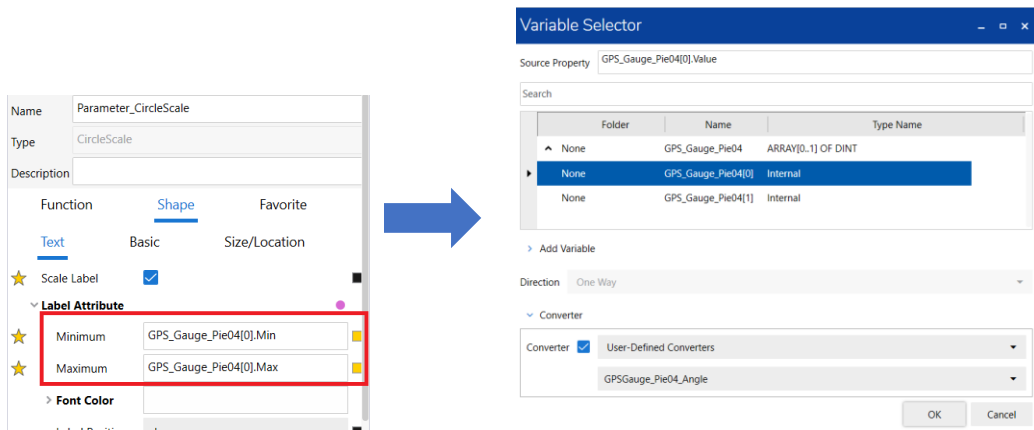 Name Parameter_CircleScale
Type CircleScale
Description
Function Shape Favorite
Text Basic Size/Location
Scale Label
Label Attribute
Minimum GPS_Gauge_Pie04[0].Min
Maximum GPS_Gauge_Pie04[0].Max
Font Color
Variable Selector
Source Property GPS_Gauge_Pie04[0].Value
Search
Folder Name Type Name
None GPS_Gauge_Pie04 ARRAY[0..1] OF DINT
None GPS_Gauge_Pie04[0] Internal
None GPS_Gauge_Pie04[1] Internal
Add Variable
Direction One Way
Converter
Converter User-Defined Converters
GPSGauge_Pie04_Angle
OK Cancel